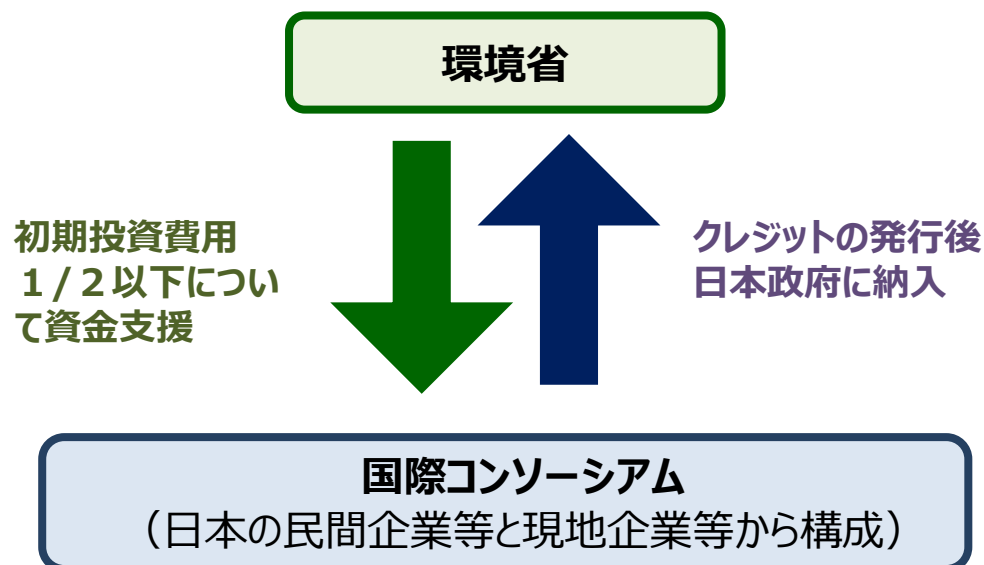 環境省
初期投資費用
１/２以下につい
て資金支援
クレジットの発行後
日本政府に納入
国際コンソーシアム
（日本の民間企業等と現地企業等から構成）